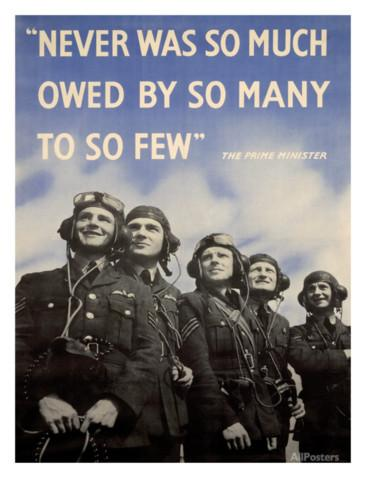 "NEVER WAS SO MUCH
OWED BY SO MANY
TO SO FEW" THE PRIME MINISTER
AllPosters